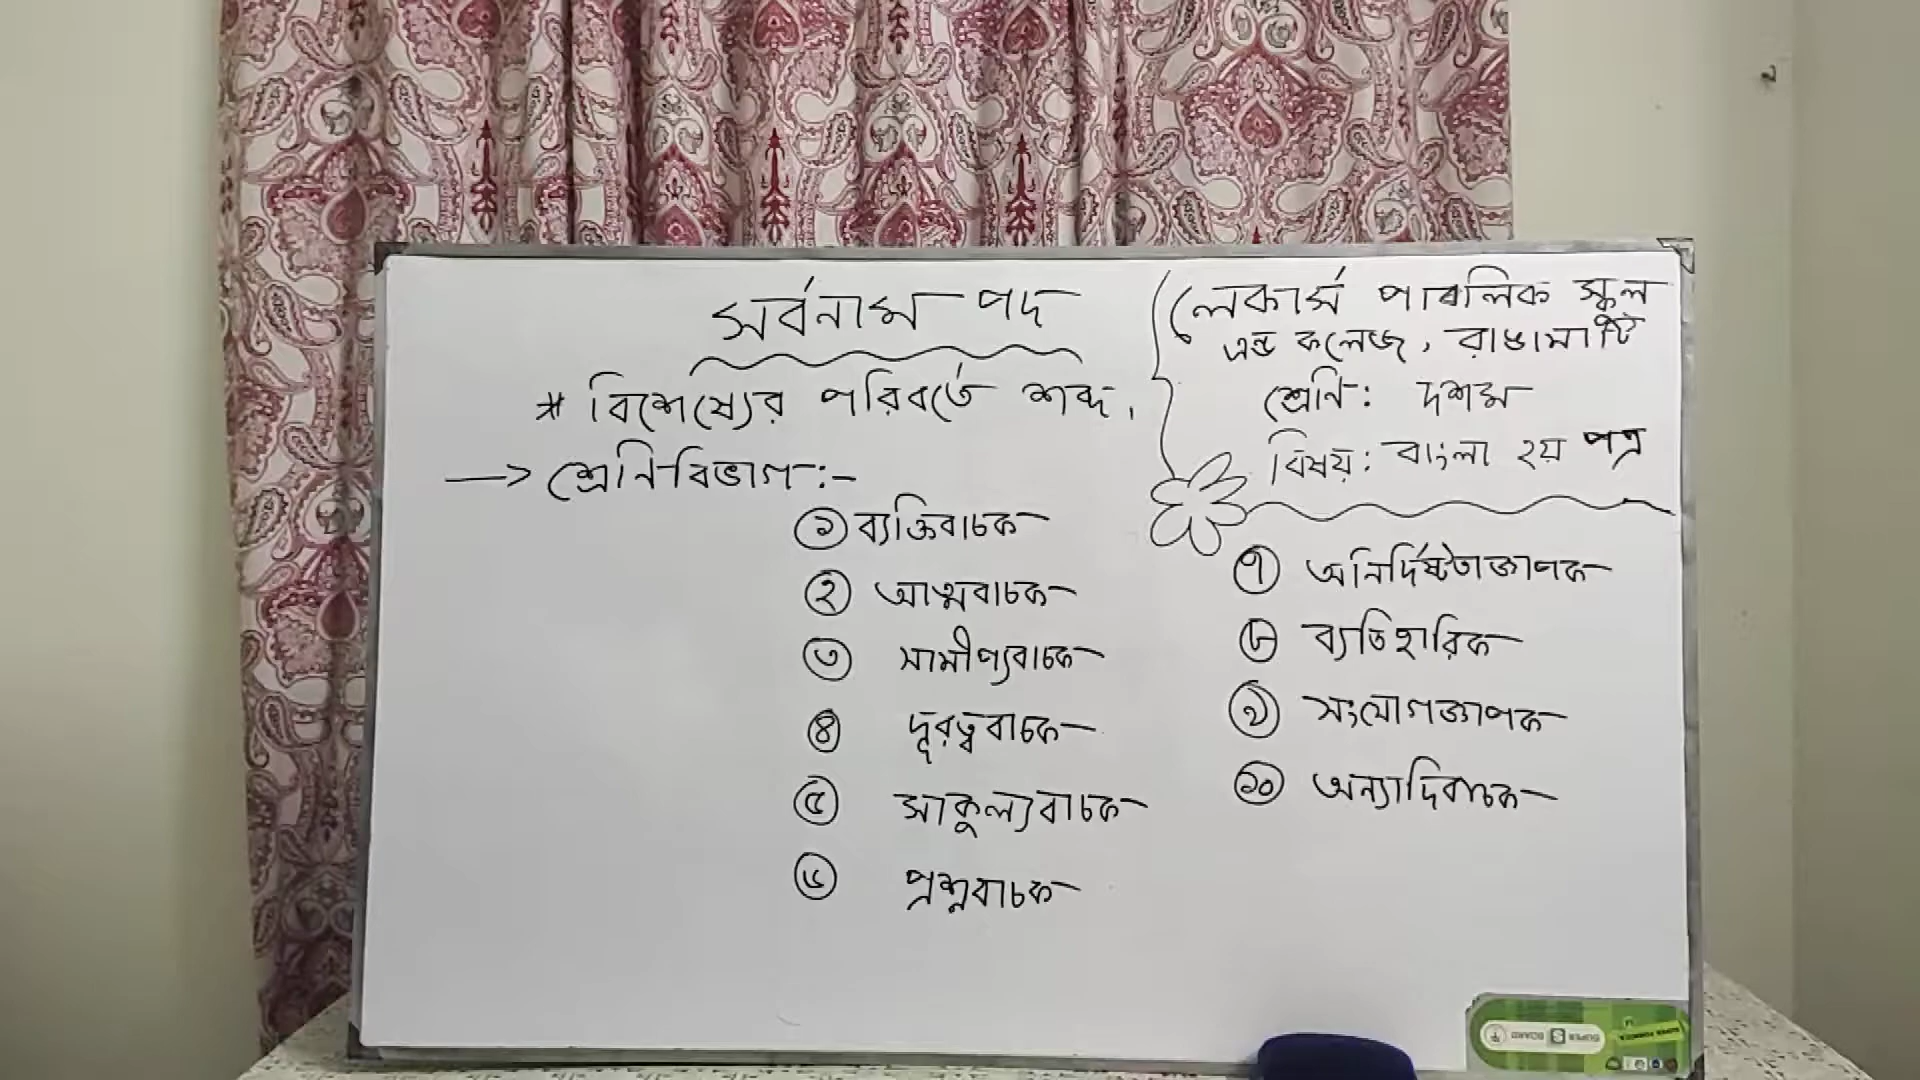 সর্বনাম পদ
* বিশেষ্যের পরিবর্তে শব্দ।
→ শ্রেণিবিভাগ:-
১ ব্যক্তিবাচক
২ আত্মবাচক
৩ সামীপ্যবাচক
৪ দূরত্ববাচক
৫ সাকুল্যবাচক
৬ প্রশ্নবাচক
লেকার্স পাবলিক স্কুল
এন্ড কলেজ, রাঙামাটি
শ্রেণি: দশম
বিষয়: বাংলা ২য় পত্র
৭ অনির্দিষ্টতাজ্ঞাপক
৮ ব্যতিহারিক
৯ সংযোগজ্ঞাপক
১০ অন্যাদিবাচক
SUPER BOARD